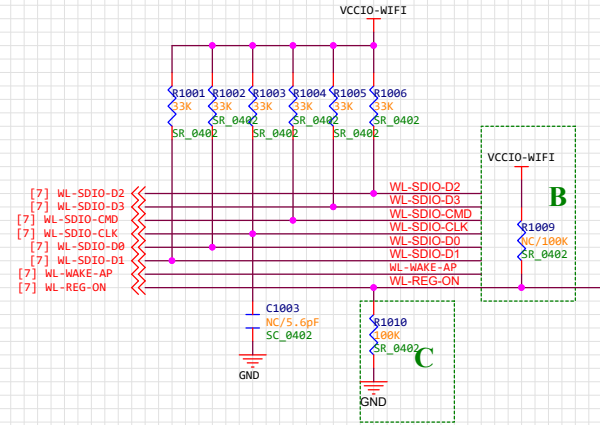 VCCIO-WIFI
R1001 R1002 R1003 R1004 R1005 R1006
33K 33K 33K 33K 33K 33K
SR_0402 SR_0402 SR_0402
SR_0402 SR_0402 SR_0402
VCCIO-WIFI
B
[7] WL-SDIO-D2 WL-SDIO-D2
[7] WL-SDIO-D3 WL-SDIO-D3
[7] WL-SDIO-CMD WL-SDIO-CMD
[7] WL-SDIO-CLK WL-SDIO-CLK
[7] WL-SDIO-D0 WL-SDIO-D0
[7] WL-SDIO-D1 WL-SDIO-D1
[7] WL-WAKE-AP WL-WAKE-AP
[7] WL-REG-ON WL-REG-ON
R1009
NC/100K
SR_0402
C1003
NC/5.6pF
SC_0402
GND
R1010
100K
SR_0402
C
GND